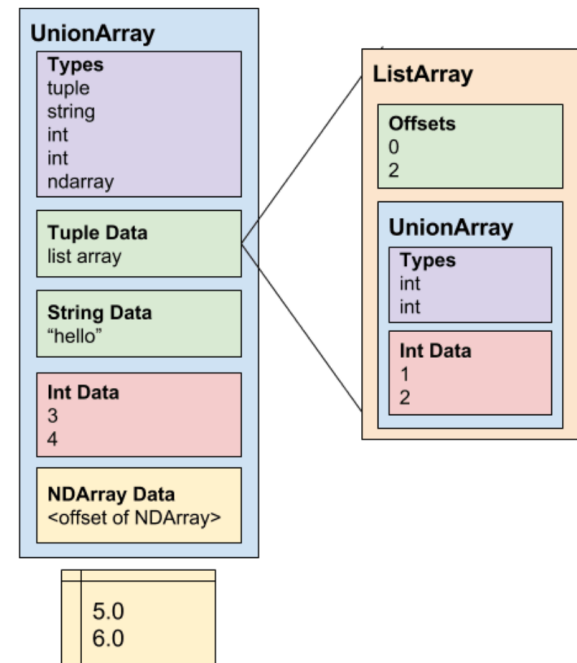 UnionArray
Types
tuple
string
int
int
ndarray
Tuple Data
list array
String Data
“hello”
Int Data
3
4
NDArray Data
<offset of NDArray>
5.0
6.0
ListArray
Offsets
0
2
UnionArray
Types
int
int
Int Data
1
2